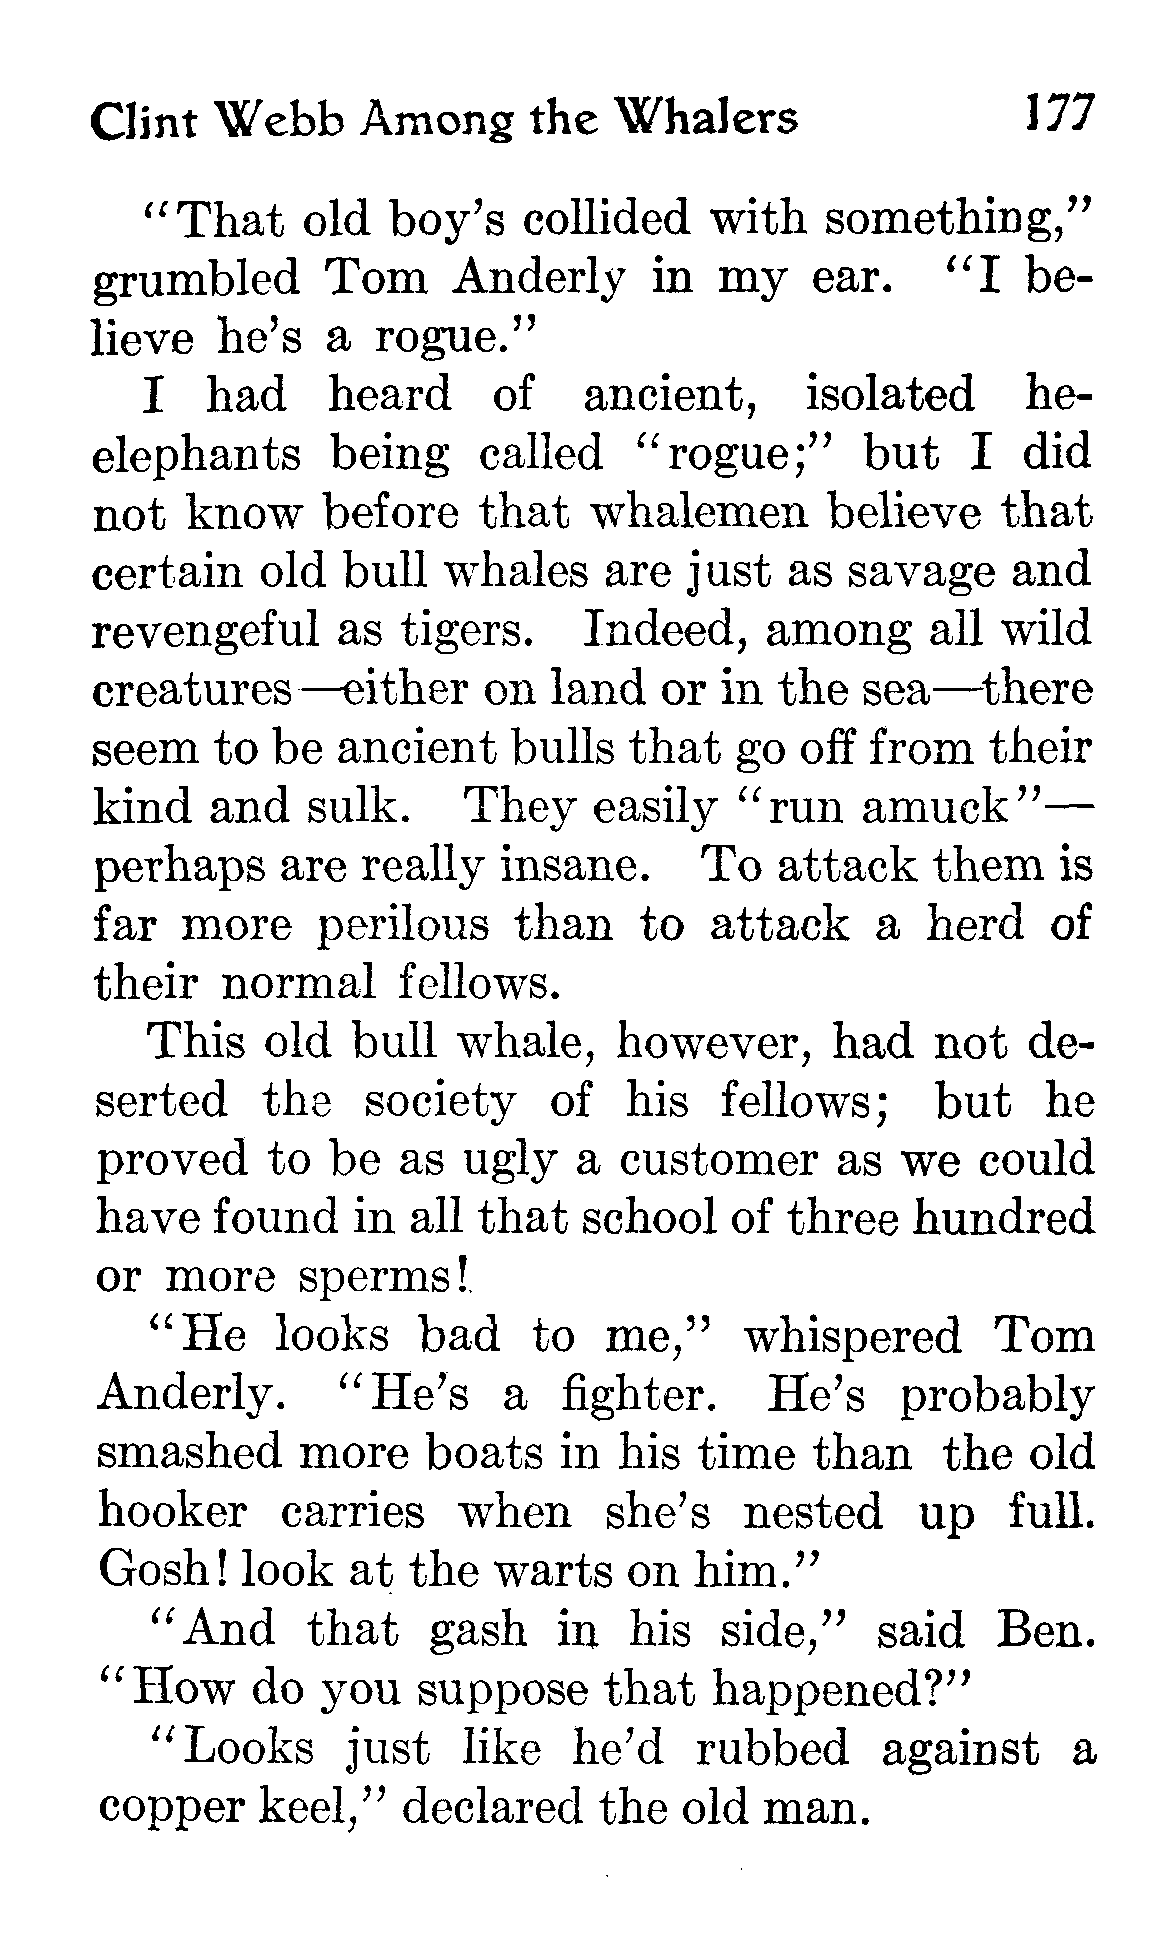 Clint Webb Among the Whalers 177
"That old boy's collided with something,"
grumbled Tom Anderly in my ear. "I be-
lieve he's a rogue."
I had heard of ancient, isolated he-
elephants being called "rogue;" but I did
not know before that whalemen believe that
certain old bull whales are just as savage and
revengeful as tigers. Indeed, among all wild
creatures—either on land or in the sea—there
seem to be ancient bulls that go off from their
kind and sulk. They easily "run amuck"—
perhaps are really insane. To attack them is
far more perilous than to attack a herd of
their normal fellows.
This old bull whale, however, had not de-
serted the society of his fellows; but he
proved to be as ugly a customer as we could
have found in all that school of three hundred
or more sperms!
"He looks bad to me," whispered Tom
Anderly. "He's a fighter. He's probably
smashed more boats in his time than the old
hooker carries when she's nested up full.
Gosh! look at the warts on him."
"And that gash in his side," said Ben.
"How do you suppose that happened?"
"Looks just like he'd rubbed against a
copper keel," declared the old man.